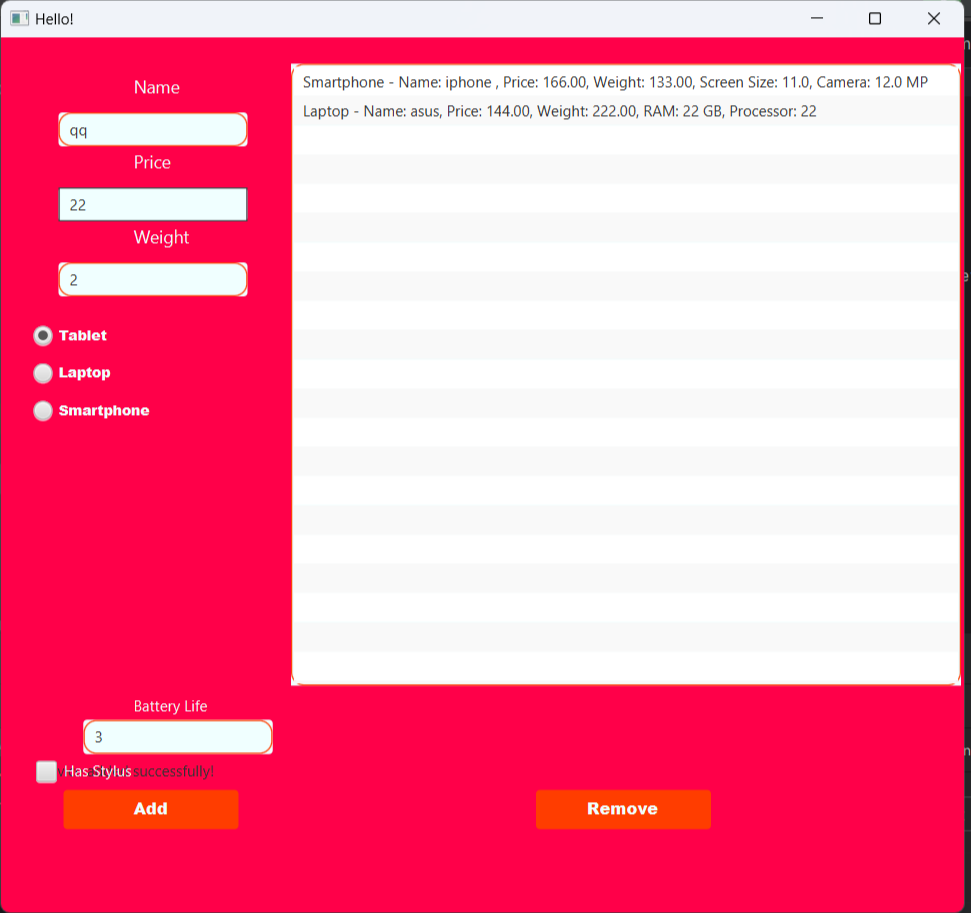 Hello!
Name
qq
Price
22
Weight
2
Tablet
Laptop
Smartphone
Smartphone - Name: iphone , Price: 166.00, Weight: 133.00, Screen Size: 11.0, Camera: 12.0 MP
Laptop - Name: asus, Price: 144.00, Weight: 222.00, RAM: 22 GB, Processor: 22
Battery Life
3
Has Stylus successfully!
Add
Remove